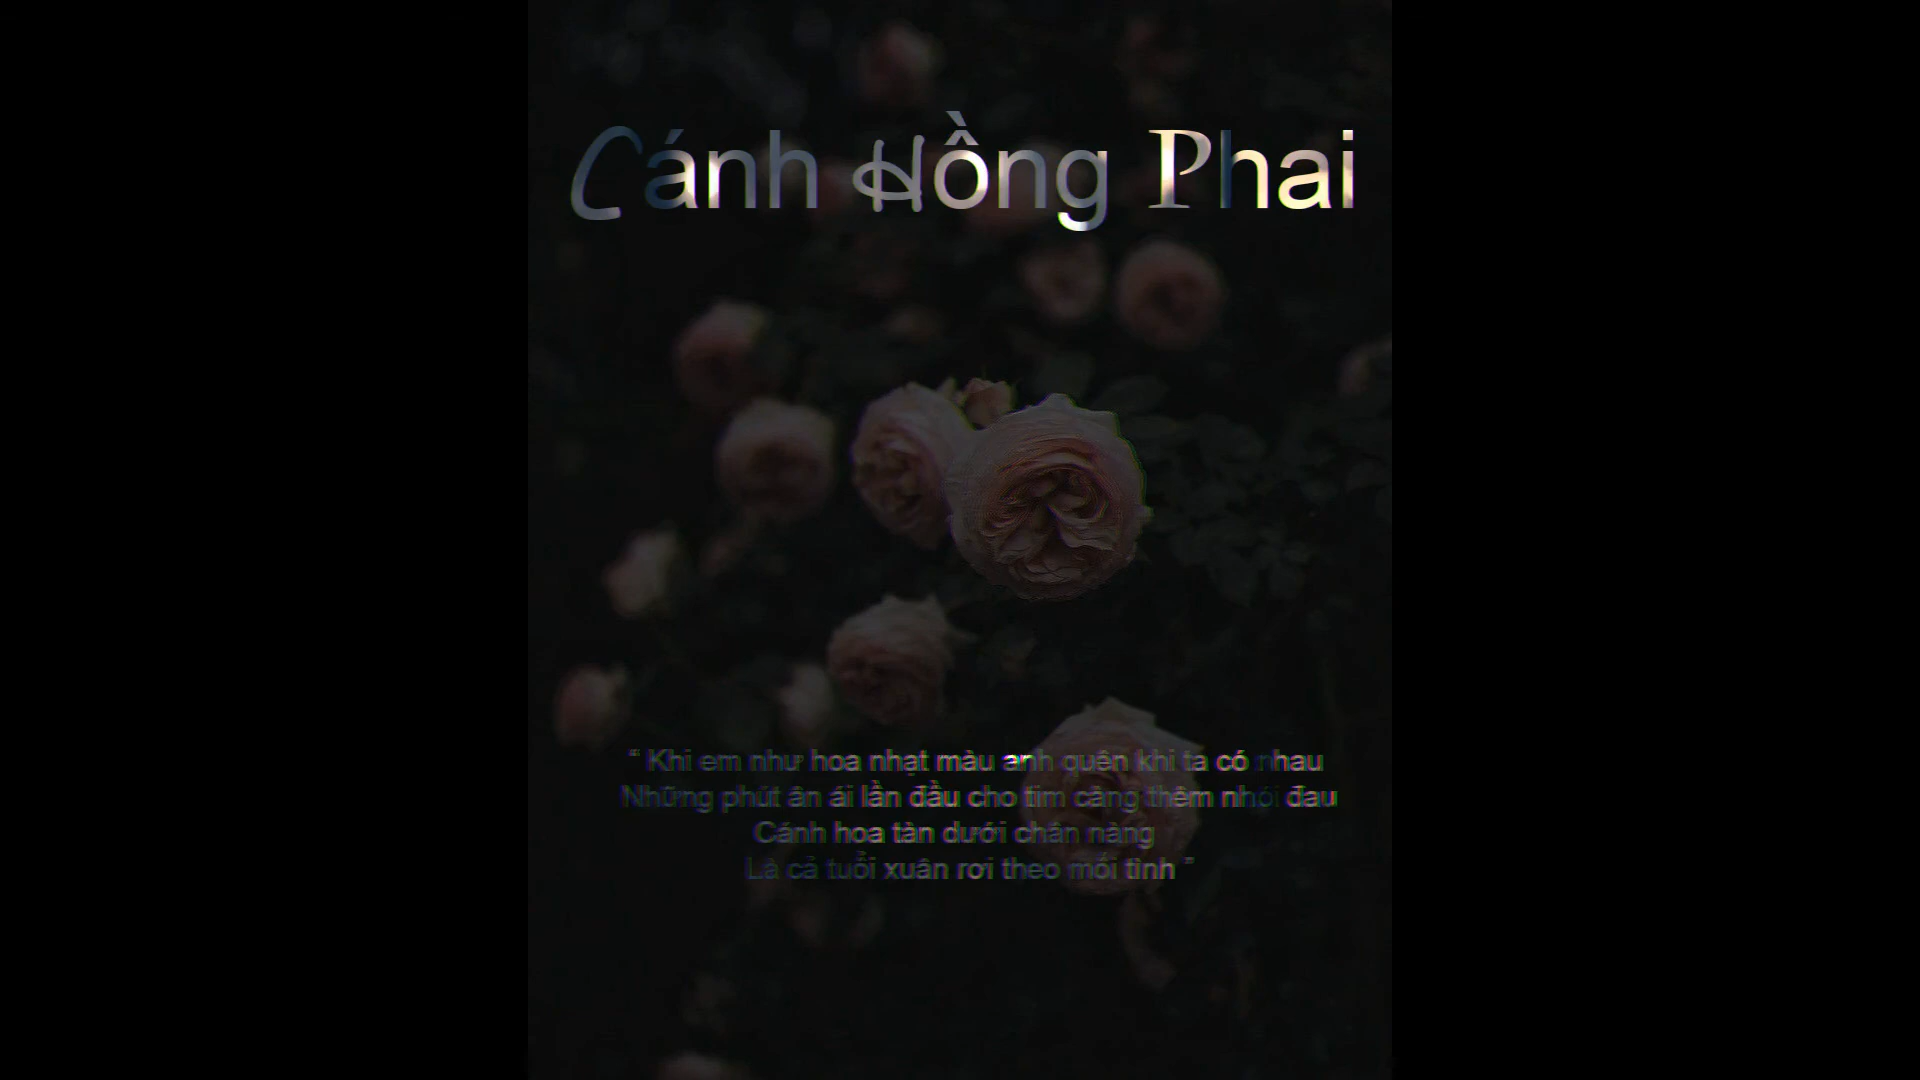 Cánh Hồng Phai
“ Khi em như hoa nhạt màu anh quên khi ta có nhau
Những phút ân ái lần đầu cho tim càng thêm nhói đau
Cánh hoa tàn dưới chân nàng
Là cả tuổi xuân rơi theo mối tình ”